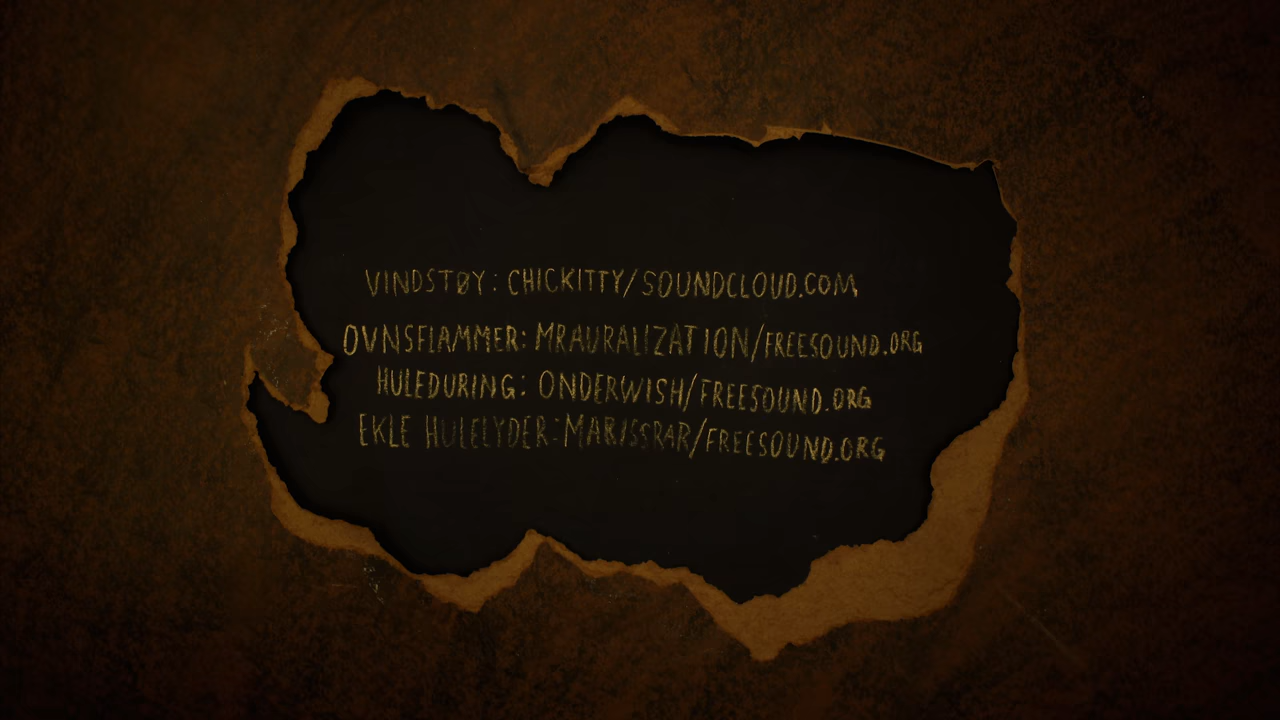 VINDSTØY: CHICKITTY/SOUNDCLOUD.COM
OVNSFLAMMER: MRAURALIZATION/FREESOUND.ORG
HULEDURING: ONDERWISH/FREESOUND.ORG
EKLE HULELYDER: MARISSRAR/FREESOUND.ORG